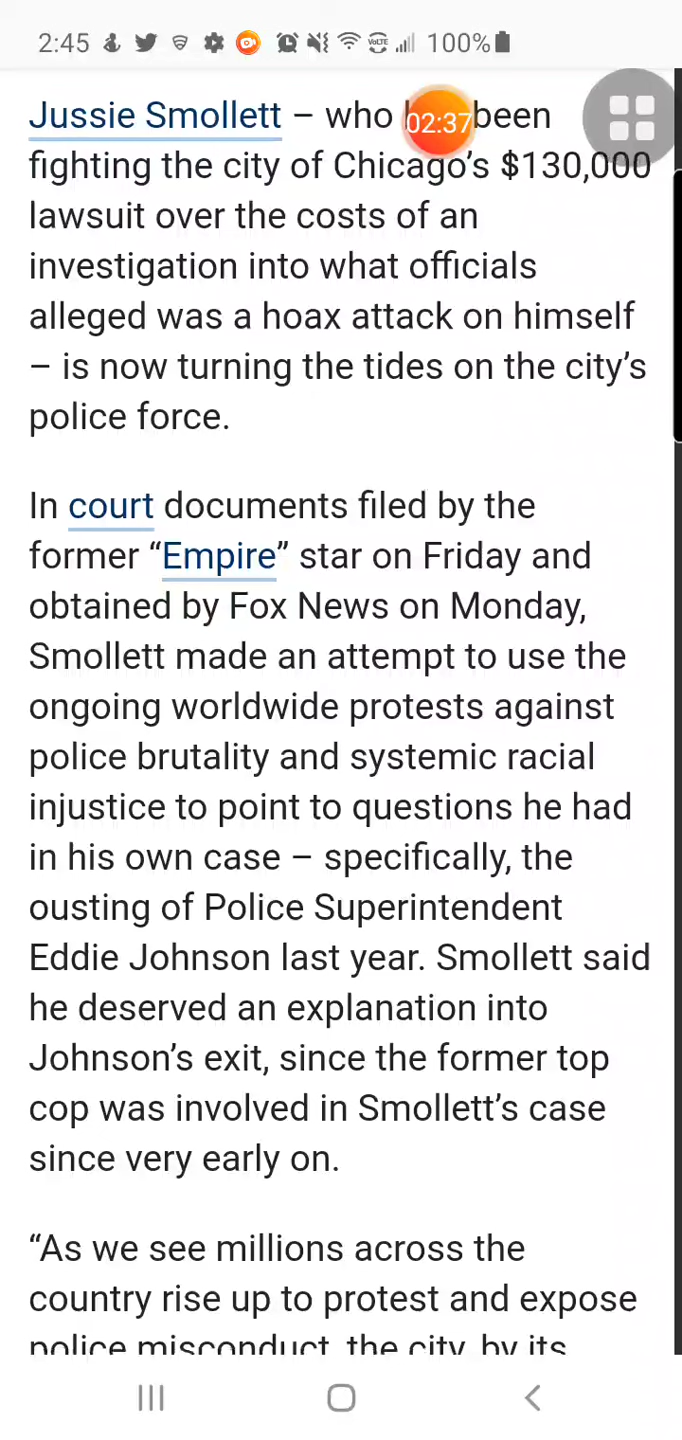 2:45 VoLTE 100%
Jussie Smollett – who 02:37 been
fighting the city of Chicago’s $130,000
lawsuit over the costs of an
investigation into what officials
alleged was a hoax attack on himself
– is now turning the tides on the city’s
police force.
In court documents filed by the
former “Empire” star on Friday and
obtained by Fox News on Monday,
Smollett made an attempt to use the
ongoing worldwide protests against
police brutality and systemic racial
injustice to point to questions he had
in his own case – specifically, the
ousting of Police Superintendent
Eddie Johnson last year. Smollett said
he deserved an explanation into
Johnson’s exit, since the former top
cop was involved in Smollett’s case
since very early on.
“As we see millions across the
country rise up to protest and expose
police misconduct, the city, by its